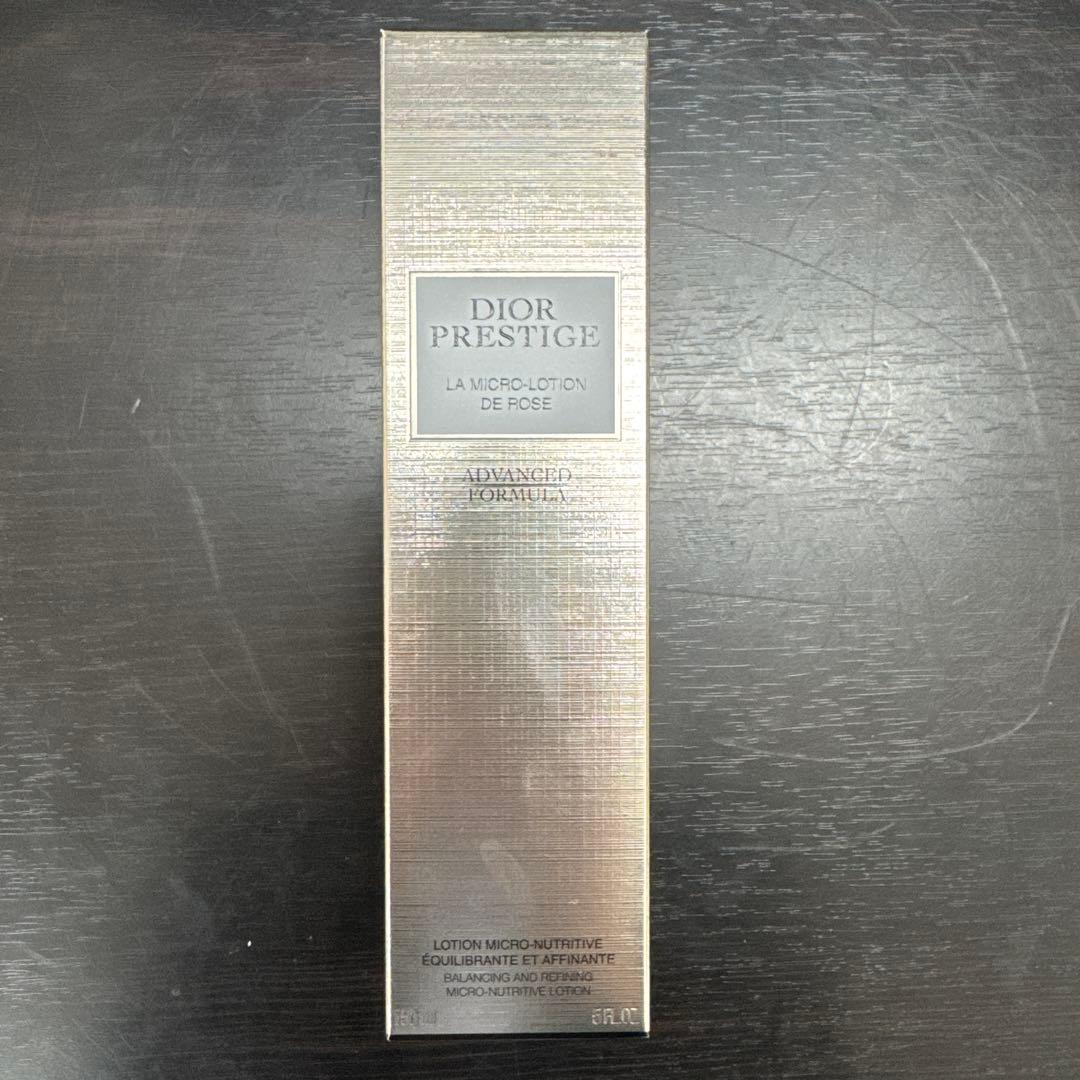 DIOR
PRESTIGE
LA MICRO-LOTION
DE ROSE
ADVANCED
FORMULA
LOTION MICRO-NUTRITIVE
ÉQUILIBRANTE ET AFFINANTE
BALANCING AND REFINING
MICRO-NUTRITIVE LOTION
5 FL.OZ.